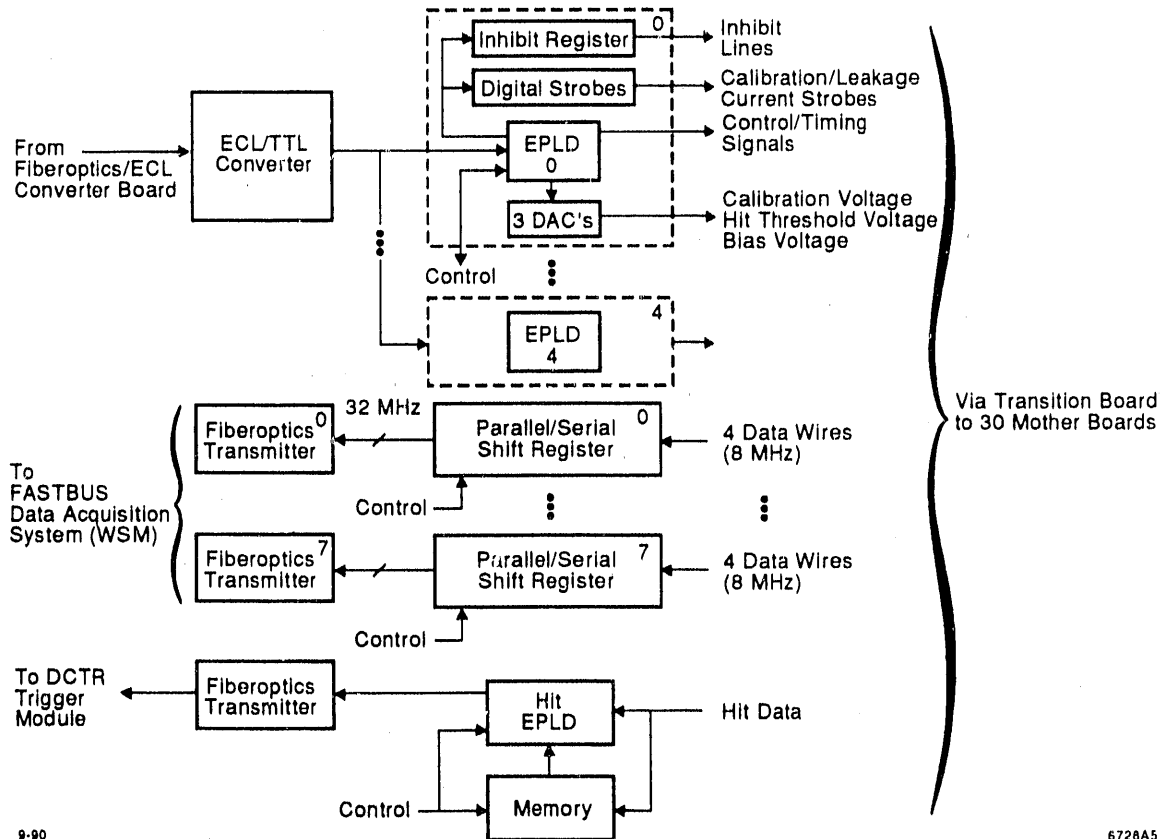 0
Inhibit Register
Inhibit
Lines
Digital Strobes
Calibration/Leakage
Current Strobes
From
Fiberoptics/ECL
Converter Board
ECL/TTL
Converter
EPLD
0
Control/Timing
Signals
3 DAC's
Calibration Voltage
Hit Threshold Voltage
Bias Voltage
Control
4
EPLD
4
Via Transition Board
to 30 Mother Boards
To
FASTBUS
Data Acquisition
System (WSM)
Fiberoptics 0
Transmitter
32 MHz
Parallel/Serial 0
Shift Register
4 Data Wires
(8 MHz)
Control
Fiberoptics 7
Transmitter
Parallel/Serial 7
Shift Register
4 Data Wires
(8 MHz)
Control
To DCTR
Trigger
Module
Fiberoptics
Transmitter
Hit
EPLD
Hit Data
Control
Memory
9-90
6728A5